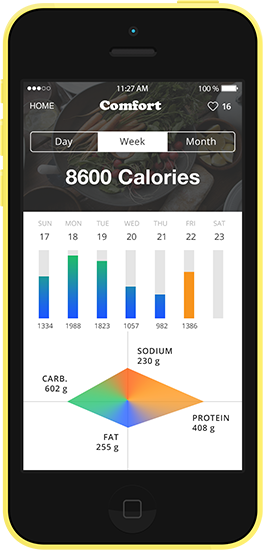 11:27 AM 100 %
HOME Comfort 16
Day Week Month
8600 Calories
SUN MON TUE WED THU FRI SAT
17 18 19 20 21 22 23
1334 1988 1823 1057 982 1386
SODIUM
230 g
CARB.
602 g
PROTEIN
408 g
FAT
255 g